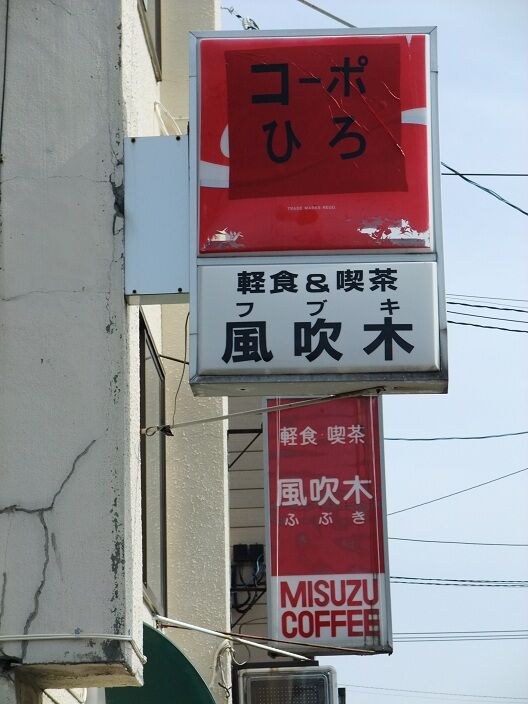 コーポ
ひろ
TRADE MARKS REGD.
軽食&喫茶
フブキ
風吹木
軽食・喫茶
風吹木
ふぶき
MISUZU
COFFEE